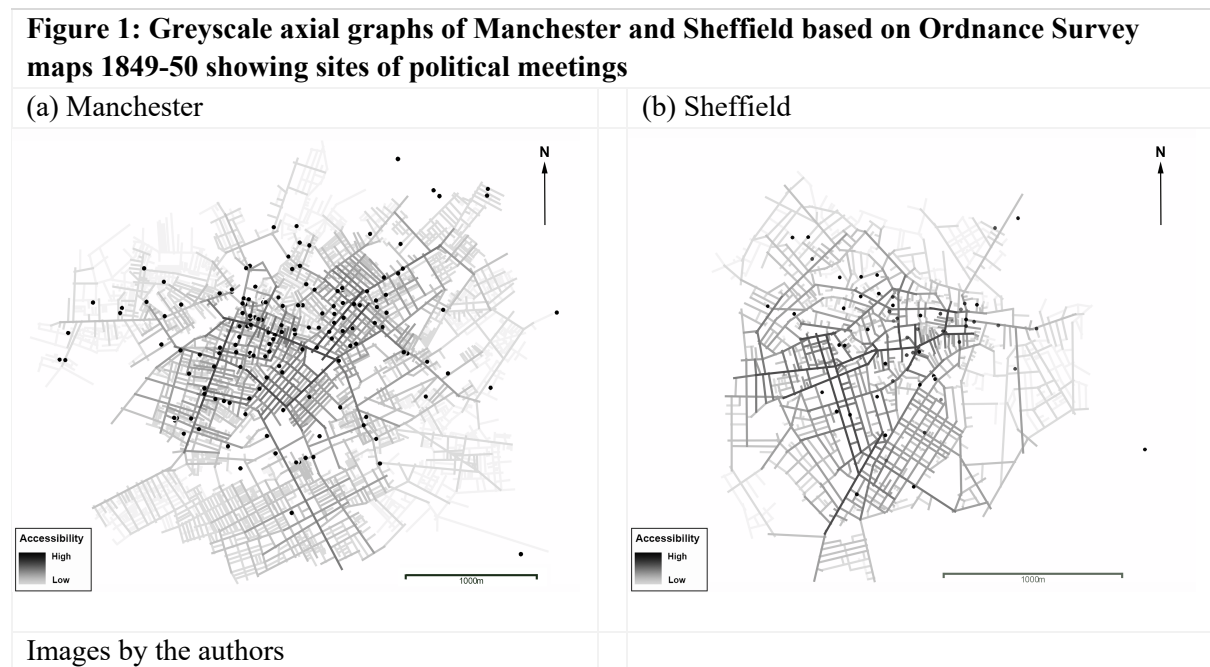 Figure 1: Greyscale axial graphs of Manchester and Sheffield based on Ordnance Survey
maps 1849-50 showing sites of political meetings
(a) Manchester
(b) Sheffield
N
N
Accessibility
High
Low
1000m
Accessibility
High
Low
1000m
Images by the authors